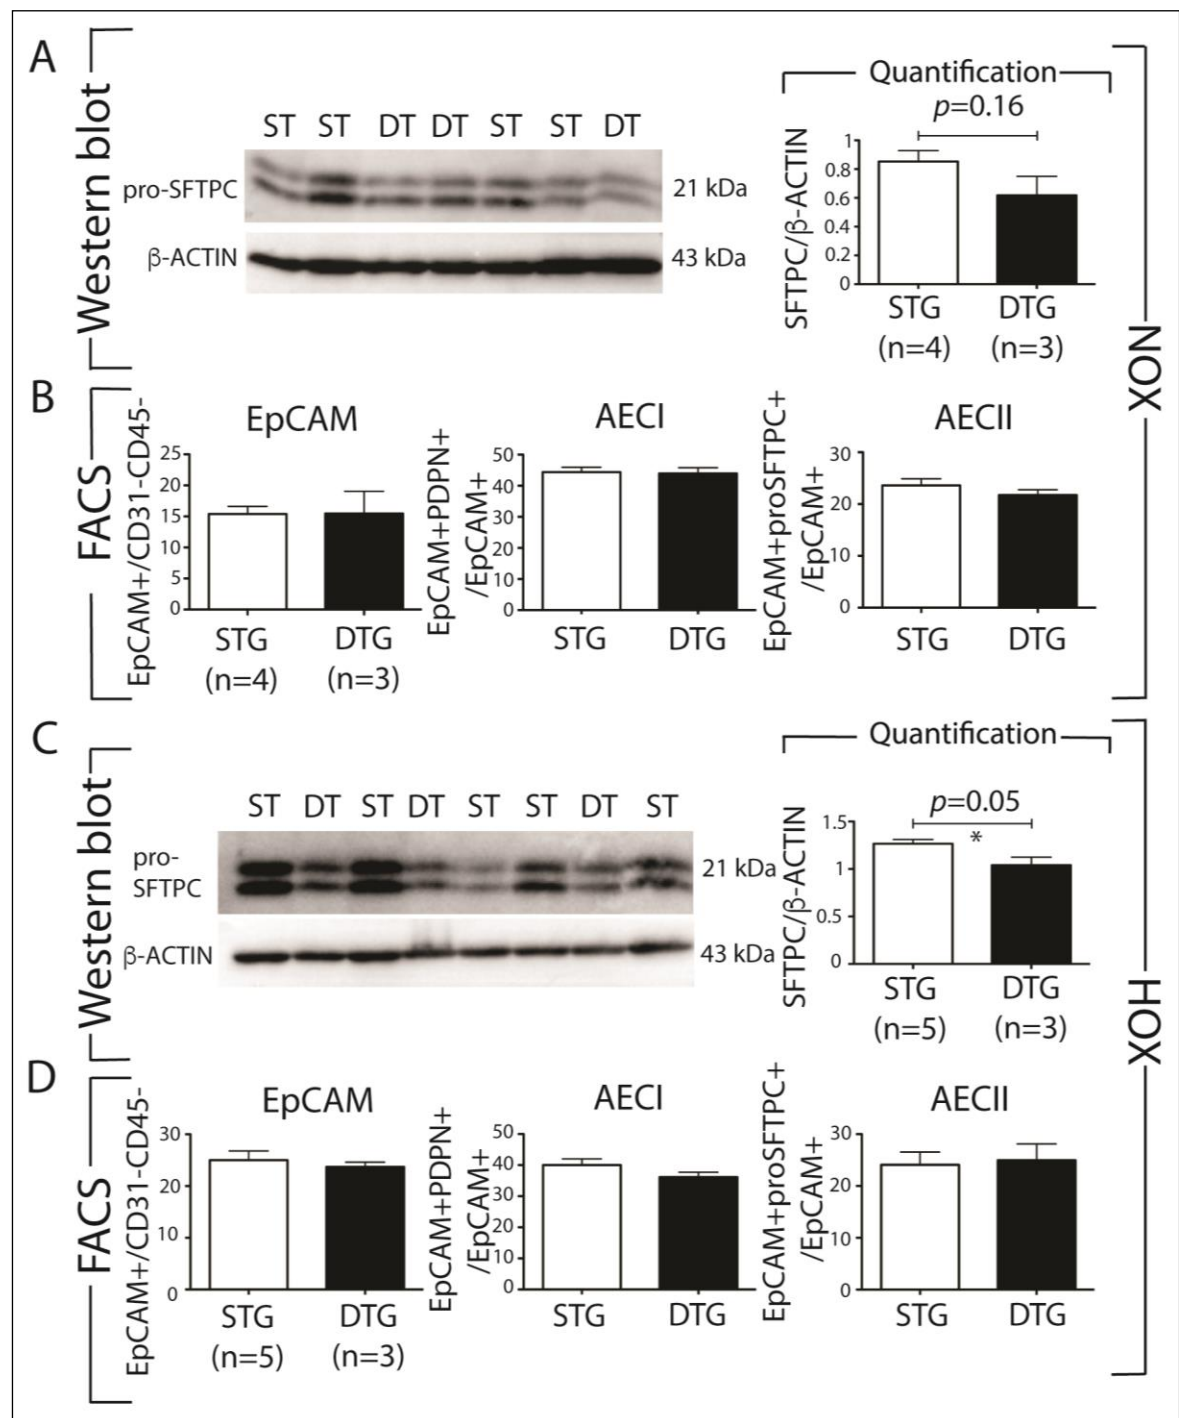 A
Western blot
ST ST DT DT ST ST DT
pro-SFTPC
21 kDa
β-ACTIN
43 kDa
Quantification
p=0.16
SFTPC/β-ACTIN
1
0.8
0.6
0.4
0.2
0
STG DTG
(n=4) (n=3)
NOX
B
FACS
EpCAM
EpCAM+/CD31-CD45-
25
20
15
10
5
0
STG DTG
(n=4) (n=3)
AECI
EpCAM+PDPN+
/EpCAM+
50
40
30
20
10
0
STG DTG
AECII
EpCAM+proSFTPC+
/EpCAM+
30
20
10
0
STG DTG
C
Western blot
ST DT ST DT ST ST DT ST
pro-
SFTPC
21 kDa
β-ACTIN
43 kDa
Quantification
p=0.05
*
SFTPC/β-ACTIN
1.5
1
0.5
0
STG DTG
(n=5) (n=3)
HOX
D
FACS
EpCAM
EpCAM+/CD31-CD45-
30
20
10
0
STG DTG
(n=5) (n=3)
AECI
EpCAM+PDPN+
/EpCAM+
50
40
30
20
10
0
STG DTG
AECII
EpCAM+proSFTPC+
/EpCAM+
30
20
10
0
STG DTG